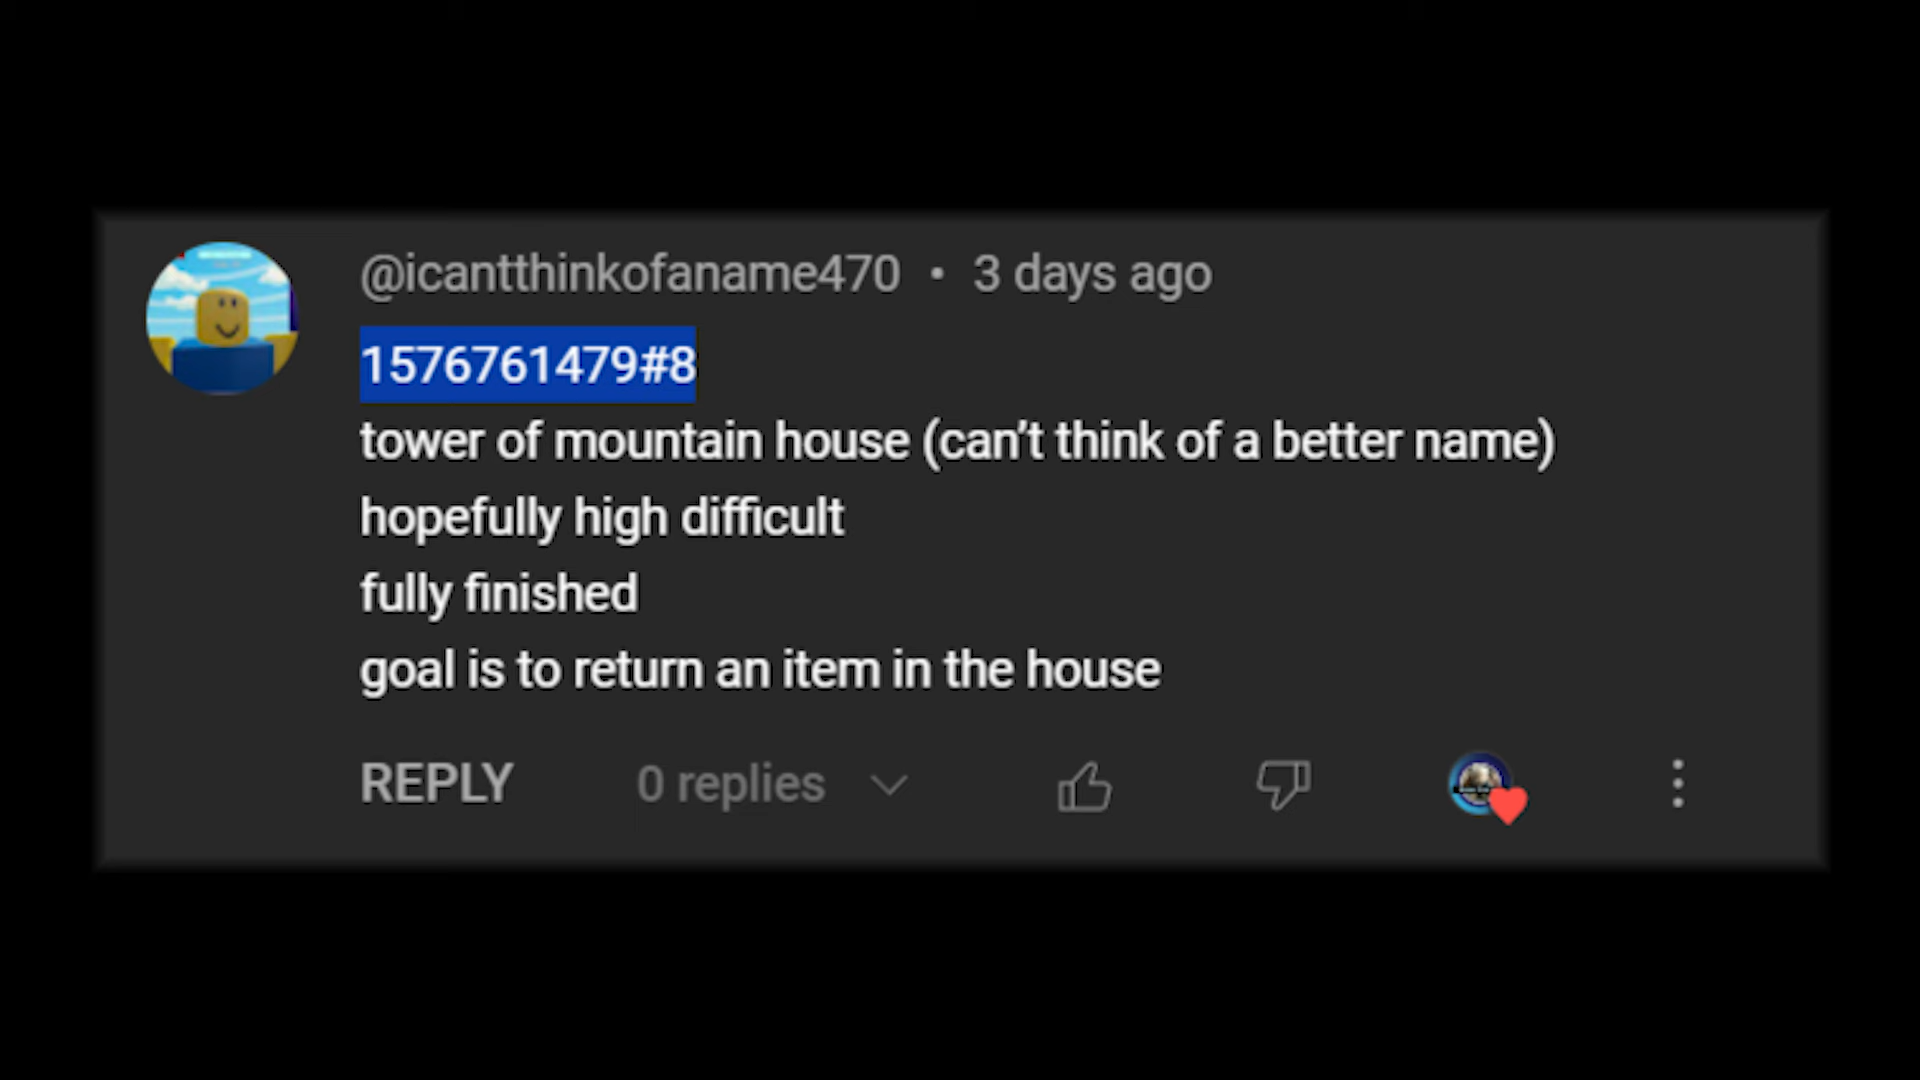 @icantthinkofaname470 • 3 days ago
1576761479#8
tower of mountain house (can't think of a better name)
hopefully high difficult
fully finished
goal is to return an item in the house
REPLY 0 replies